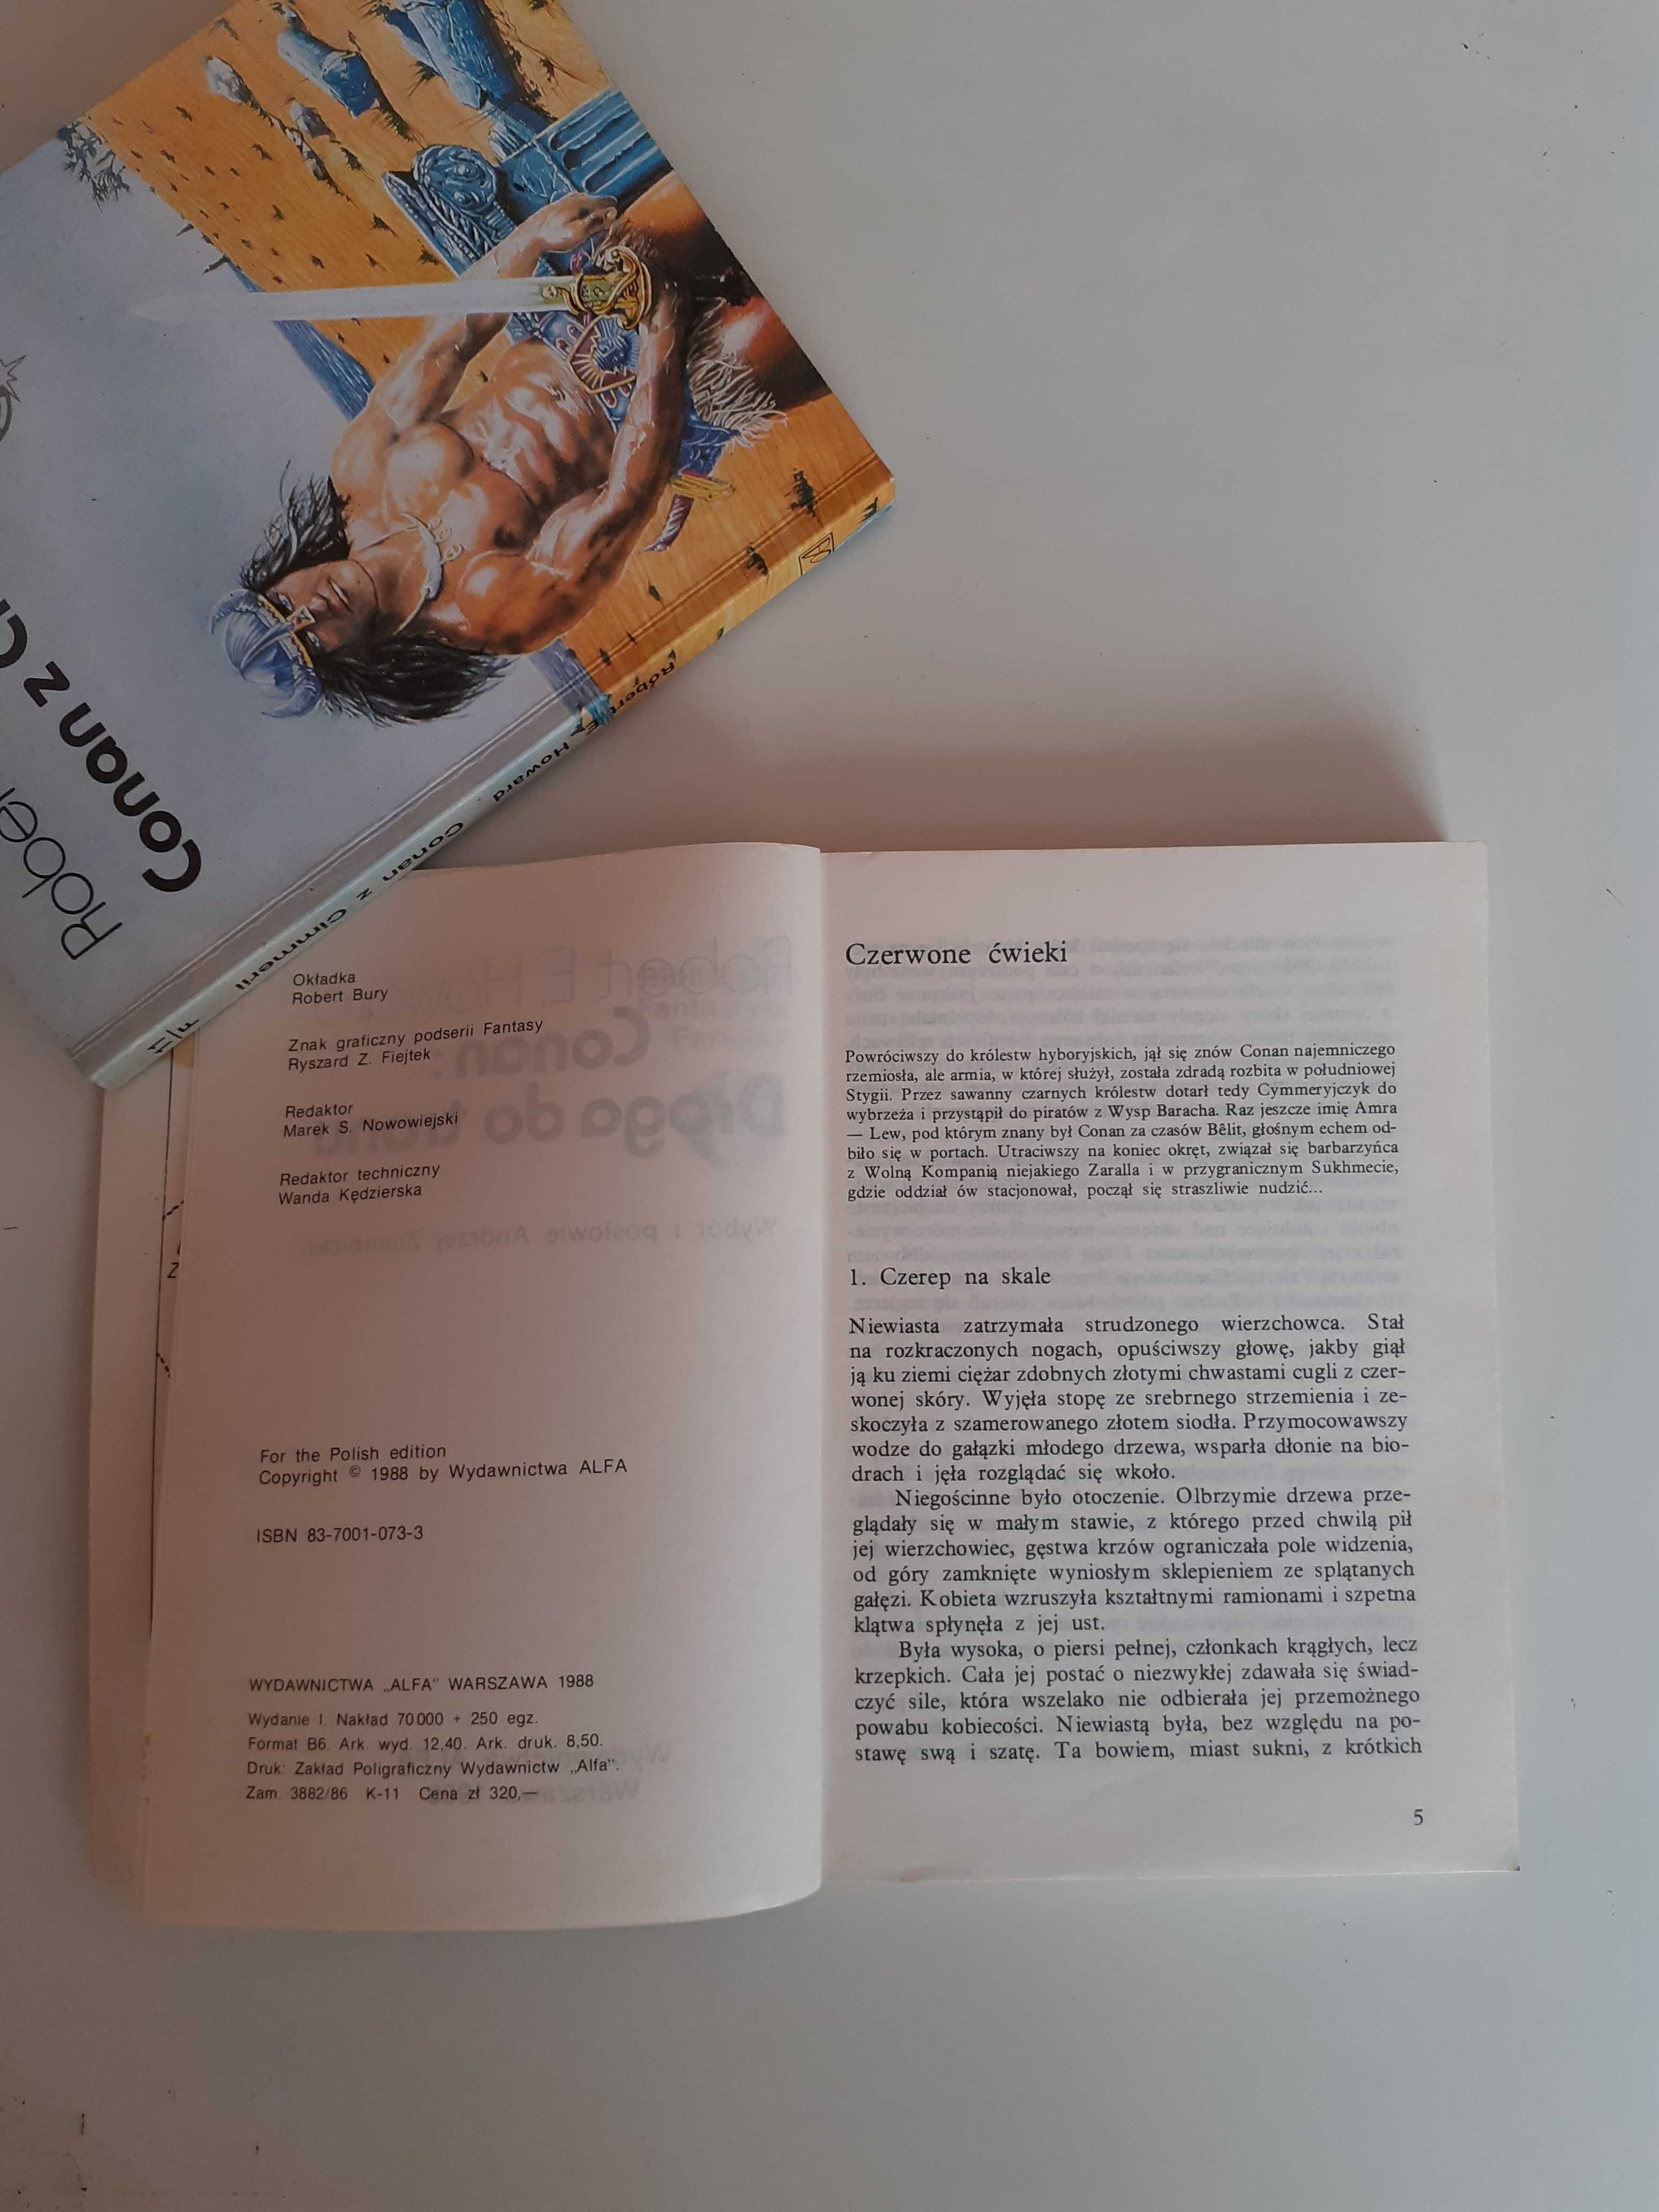 Robert
Conan z Ci
Robert E. Howard Conan z Cimmerii
Okładka
Robert Bury
Znak graficzny podserii Fantasy
Ryszard Z. Fiejtek
Redaktor
Marek S. Nowowiejski
Redaktor techniczny
Wanda Kędzierska
For the Polish edition
Copyright © 1988 by Wydawnictwa ALFA
ISBN 83-7001-073-3
WYDAWNICTWA „ALFA" WARSZAWA 1988
Wydanie I. Nakład 70 000 + 250 egz.
Format B6. Ark. wyd. 12,40. Ark. druk. 8,50.
Druk: Zakład Poligraficzny Wydawnictw „Alfa".
Zam. 3882/86 K-11 Cena zł 320,—
Czerwone ćwieki
Powróciwszy do królestw hyboryjskich, jął się znów Conan najemniczego
rzemiosła, ale armia, w której służył, została zdradą rozbita w południowej
Stygii. Przez sawanny czarnych królestw dotarł tedy Cymmeryjczyk do
wybrzeża i przystąpił do piratów z Wysp Baracha. Raz jeszcze imię Amra
— Lew, pod którym znany był Conan za czasów Bêlit, głośnym echem od-
biło się w portach. Utraciwszy na koniec okręt, związał się barbarzyńca
z Wolną Kompanią niejakiego Zaralla i w przygranicznym Sukhmecie,
gdzie oddział ów stacjonował, począł się straszliwie nudzić...
1. Czerep na skale
Niewiasta zatrzymała strudzonego wierzchowca. Stał
na rozkraczonych nogach, opuściwszy głowę, jakby giął
ją ku ziemi ciężar zdobnych złotymi chwastami cugli z czer-
wonej skóry. Wyjęła stopę ze srebrnego strzemienia i ze-
skoczyła z szamerowanego złotem siodła. Przymocowawszy
wodze do gałązki młodego drzewa, wsparła dłonie na bio-
drach i jęła rozglądać się wkoło.
Niegościnne było otoczenie. Olbrzymie drzewa prze-
glądały się w małym stawie, z którego przed chwilą pił
jej wierzchowiec, gęstwa krzów ograniczała pole widzenia,
od góry zamknięte wyniosłym sklepieniem ze splątanych
gałęzi. Kobieta wzruszyła kształtnymi ramionami i szpetna
klątwa spłynęła z jej ust.
Była wysoka, o piersi pełnej, członkach krągłych, lecz
krzepkich. Cała jej postać o niezwykłej zdawała się świad-
czyć sile, która wszelako nie odbierała jej przemożnego
powabu kobiecości. Niewiastą była, bez względu na po-
stawę swą i szatę. Ta bowiem, miast sukni, z krótkich
5